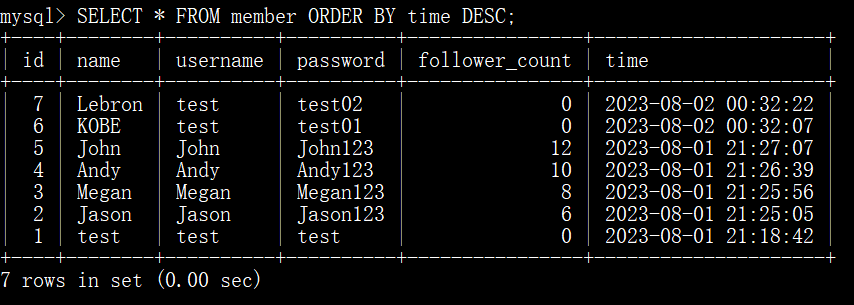 mysql> SELECT * FROM member ORDER BY time DESC;
+----+--------+----------+----------+----------------+---------------------+
| id | name   | username | password | follower_count | time                |
+----+--------+----------+----------+----------------+---------------------+
|  7 | Lebron | test     | test02   |              0 | 2023-08-02 00:32:22 |
|  6 | KOBE   | test     | test01   |              0 | 2023-08-02 00:32:07 |
|  5 | John   | John     | John123  |             12 | 2023-08-01 21:27:07 |
|  4 | Andy   | Andy     | Andy123  |             10 | 2023-08-01 21:26:39 |
|  3 | Megan  | Megan    | Megan123 |              8 | 2023-08-01 21:25:56 |
|  2 | Jason  | Jason    | Jason123 |              6 | 2023-08-01 21:25:05 |
|  1 | test   | test     | test     |              0 | 2023-08-01 21:18:42 |
+----+--------+----------+----------+----------------+---------------------+
7 rows in set (0.00 sec)